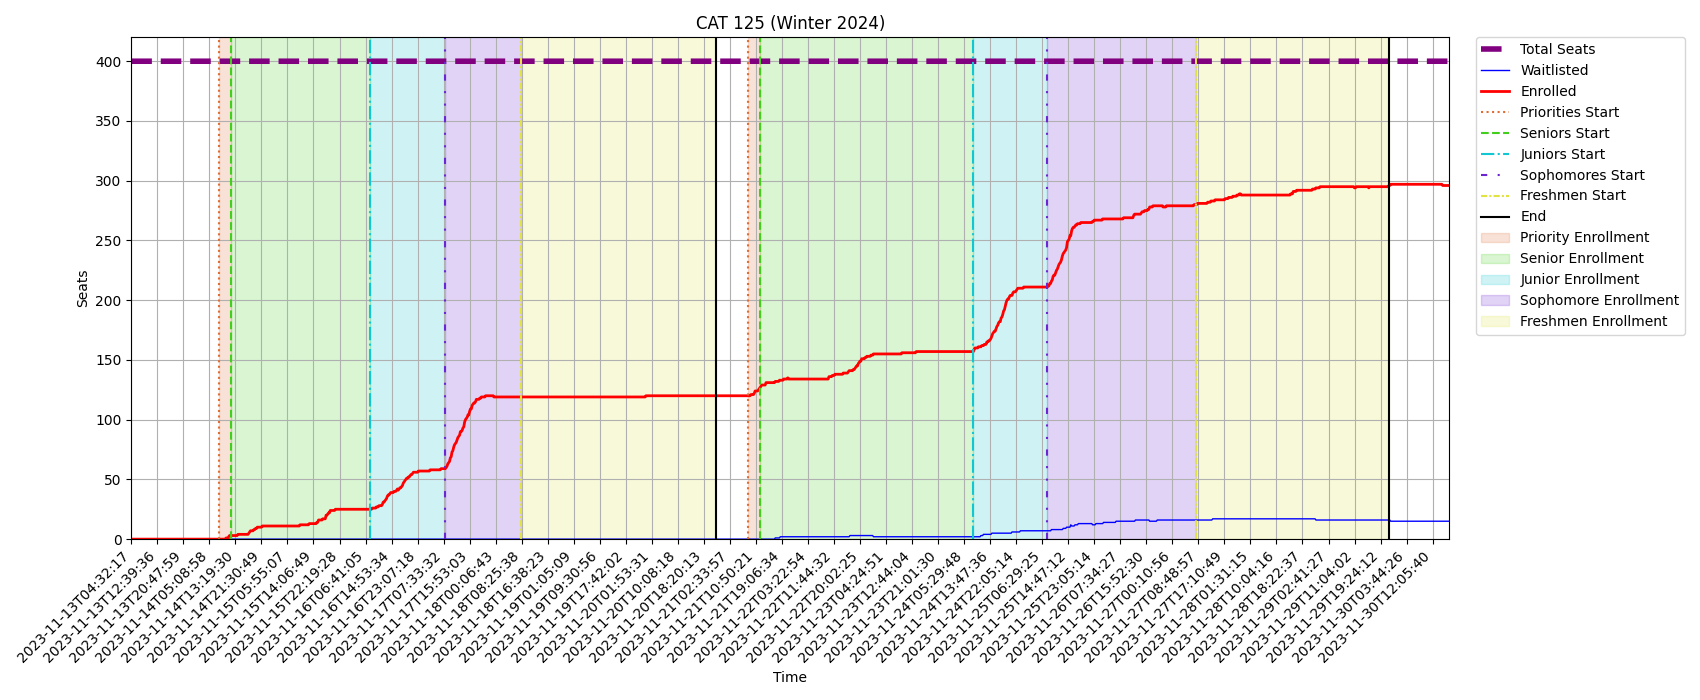 CAT 125 (Winter 2024)
Seats
400
350
300
250
200
150
100
50
0
2023-11-13T04:32:17
2023-11-13T12:39:36
2023-11-13T20:47:59
2023-11-14T05:08:58
2023-11-14T13:19:30
2023-11-14T21:30:49
2023-11-15T05:55:07
2023-11-15T14:06:49
2023-11-15T22:19:28
2023-11-16T06:41:05
2023-11-16T14:53:34
2023-11-16T23:07:18
2023-11-17T07:33:32
2023-11-17T15:53:03
2023-11-18T00:06:43
2023-11-18T08:25:38
2023-11-18T16:38:23
2023-11-19T01:05:09
2023-11-19T09:30:56
2023-11-19T17:42:02
2023-11-20T01:53:31
2023-11-20T10:08:18
2023-11-20T18:20:13
2023-11-21T02:33:57
2023-11-21T10:50:21
2023-11-21T19:06:34
2023-11-22T03:22:54
2023-11-22T11:44:32
2023-11-22T20:02:25
2023-11-23T04:24:51
2023-11-23T12:44:04
2023-11-23T21:01:30
2023-11-24T05:29:48
2023-11-24T13:47:36
2023-11-24T22:05:14
2023-11-25T06:29:25
2023-11-25T14:47:12
2023-11-25T23:05:14
2023-11-26T07:34:27
2023-11-26T15:52:30
2023-11-27T00:10:56
2023-11-27T08:48:57
2023-11-27T17:10:49
2023-11-28T01:31:15
2023-11-28T10:04:16
2023-11-28T18:22:37
2023-11-29T02:41:27
2023-11-29T11:04:02
2023-11-29T19:24:12
2023-11-30T03:44:26
2023-11-30T12:05:40
Time
Total Seats
Waitlisted
Enrolled
Priorities Start
Seniors Start
Juniors Start
Sophomores Start
Freshmen Start
End
Priority Enrollment
Senior Enrollment
Junior Enrollment
Sophomore Enrollment
Freshmen Enrollment